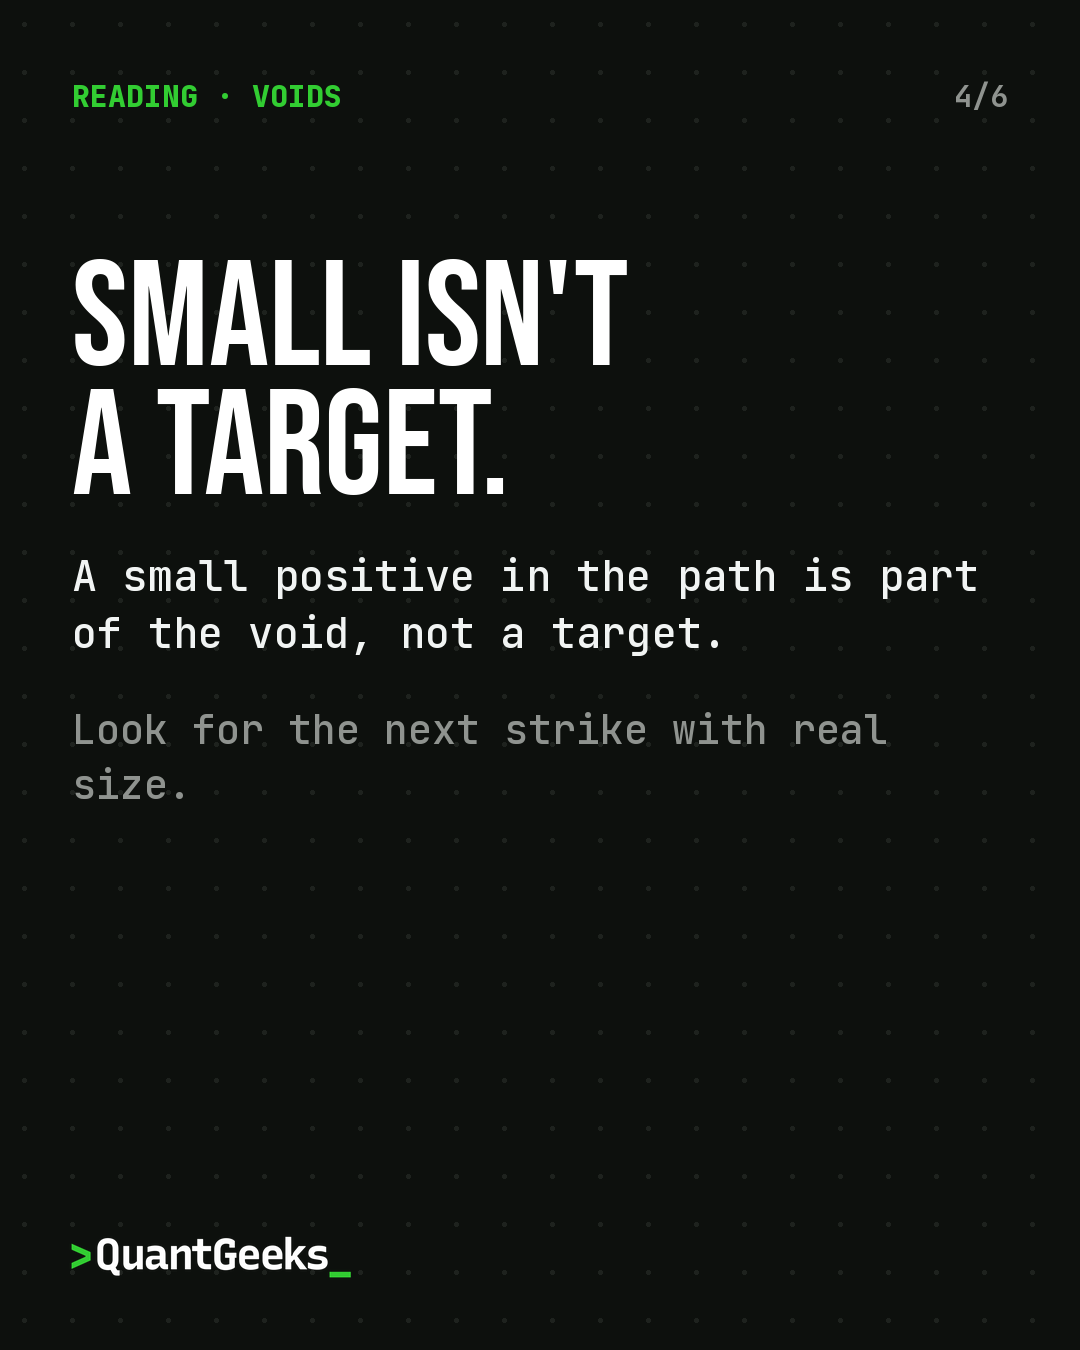 READING · VOIDS
4/6
SMALL ISN'T
A TARGET.
A small positive in the path is part
of the void, not a target.
Look for the next strike with real
size.
>QuantGeeks_